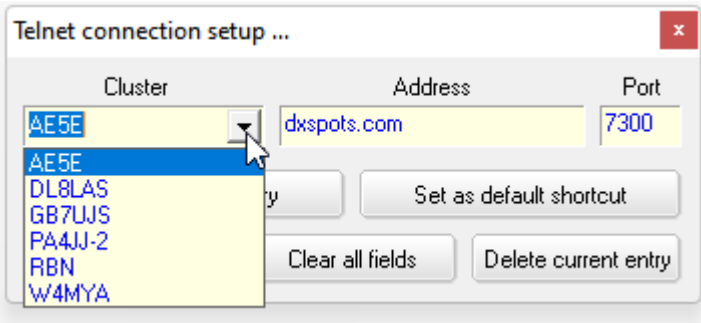 Telnet connection setup ...
x
Cluster Address Port
AE5E dxspots.com 7300
AE5E
DL8LAS
GB7UJS
PA4JJ-2
RBN
W4MYA
Set as default shortcut
Clear all fields Delete current entry